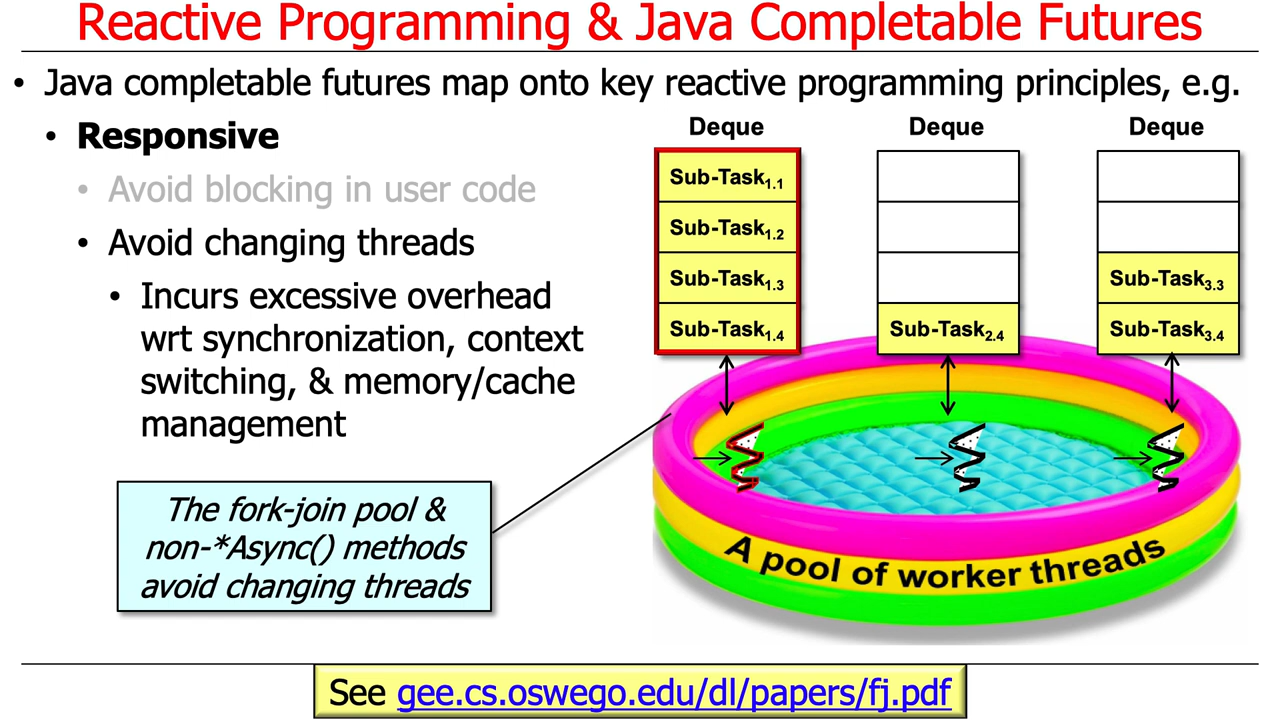 Reactive Programming & Java Completable Futures
• Java completable futures map onto key reactive programming principles, e.g.
• Responsive
• Avoid blocking in user code
• Avoid changing threads
• Incurs excessive overhead
wrt synchronization, context
switching, & memory/cache
management
The fork-join pool &
non-*Async() methods
avoid changing threads
Deque
Sub-Task1.1
Sub-Task1.2
Sub-Task1.3
Sub-Task1.4
Deque
Sub-Task2.4
Deque
Sub-Task3.3
Sub-Task3.4
A pool of worker threads
See gee.cs.oswego.edu/dl/papers/fj.pdf